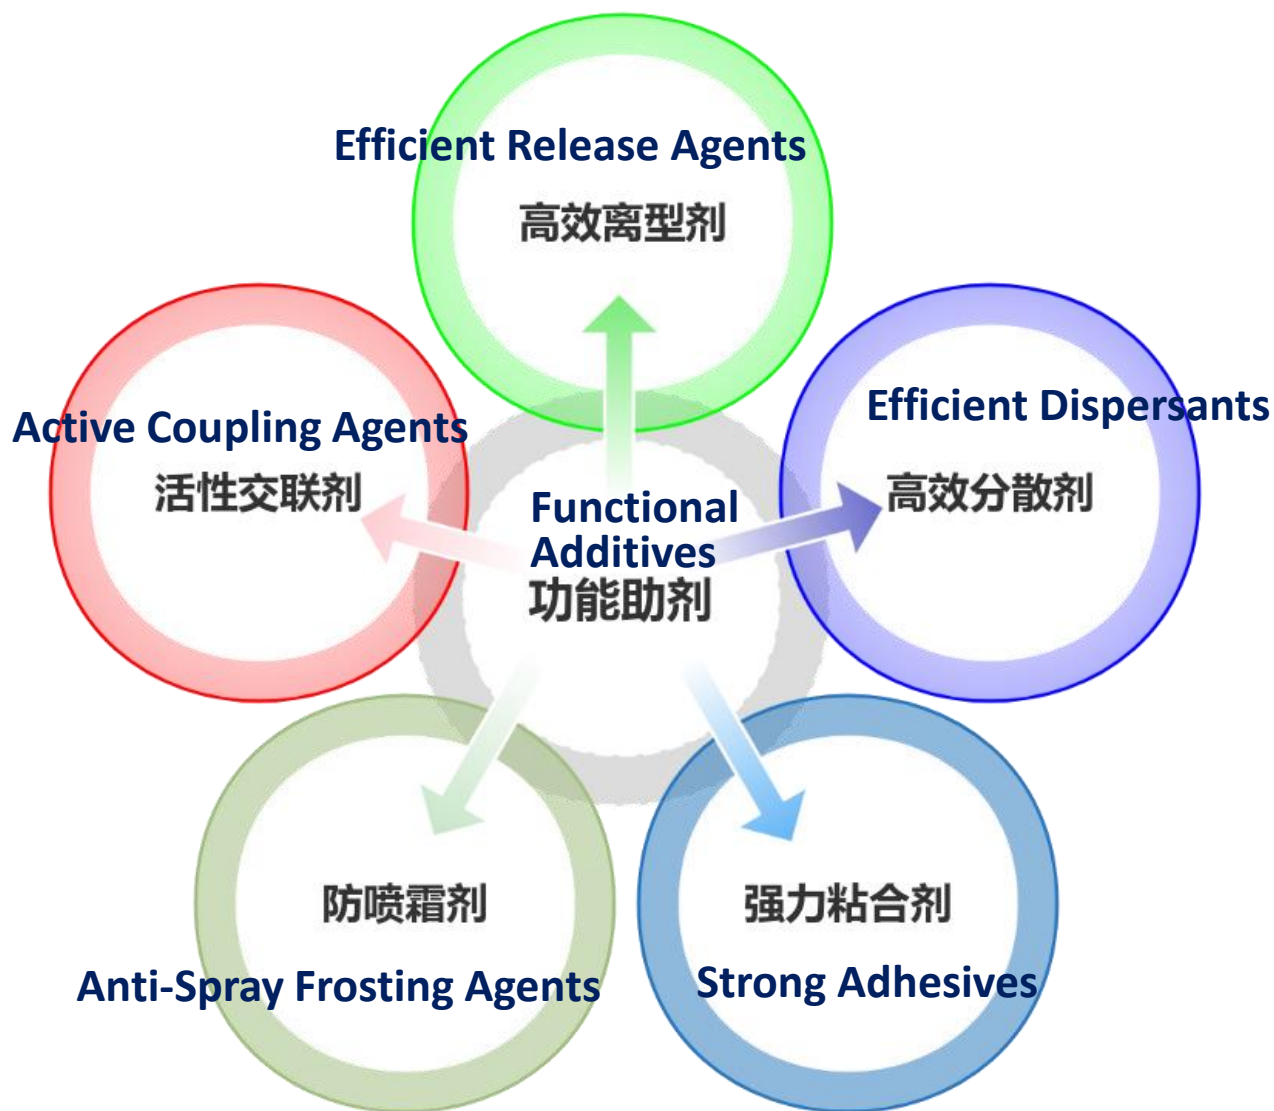 Efficient Release Agents
高效离型剂
Active Coupling Agents
活性交联剂
Efficient Dispersants
高效分散剂
Functional
Additives
功能助剂
防喷霜剂
Anti-Spray Frosting Agents
强力粘合剂
Strong Adhesives